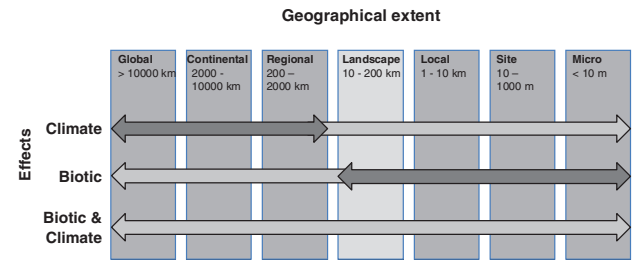 Geographical extent
Global
> 10000 km
Continental
2000 -
10000 km
Regional
200 –
2000 km
Landscape
10 - 200 km
Local
1 - 10 km
Site
10 –
1000 m
Micro
< 10 m
Effects
Climate
Biotic
Biotic &
Climate